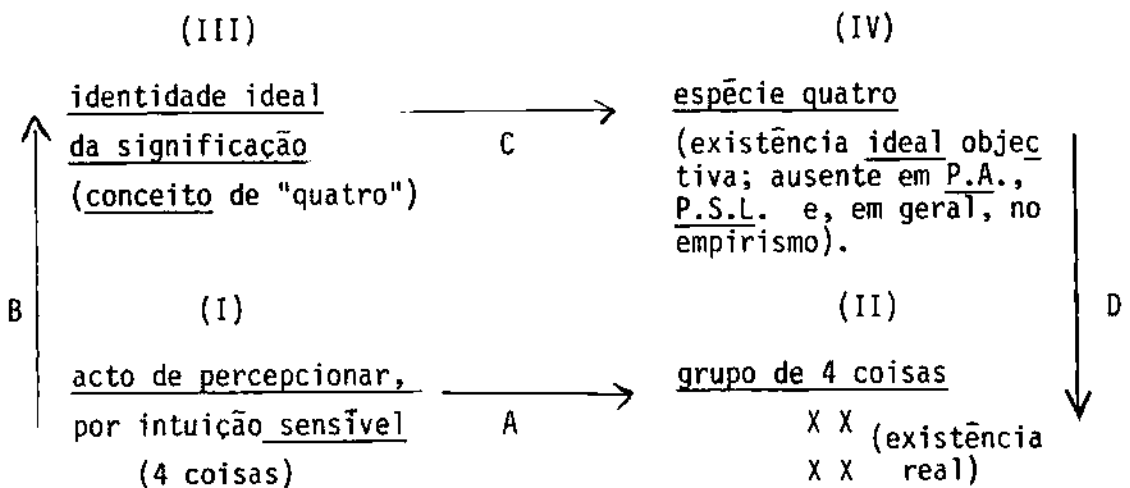 (III) (IV)
identidade ideal espécie quatro
da significação C (existência ideal objec
(conceito de "quatro") tiva; ausente em P.A.,
P.S.L. e, em geral, no
empirismo).
B (I) (II) D
acto de percepcionar, grupo de 4 coisas
por intuição sensível A X X (existência
(4 coisas) X X real)